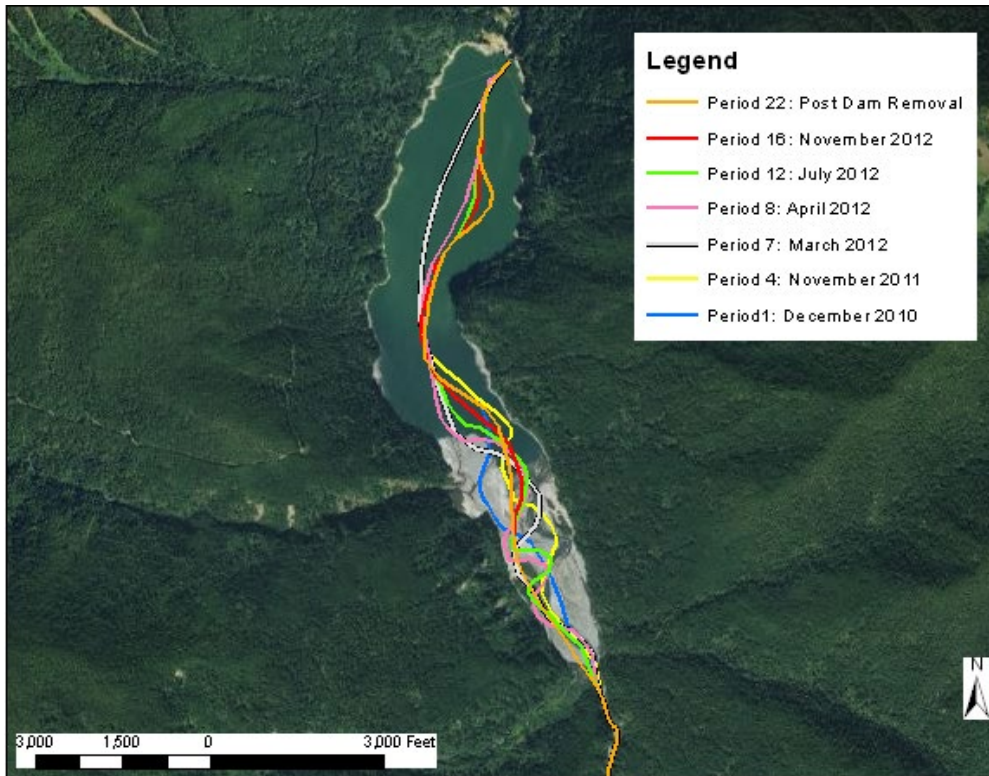 Legend
Period 22: Post Dam Removal
Period 16: November 2012
Period 12: July 2012
Period 8: April 2012
Period 7: March 2012
Period 4: November 2011
Period1: December 2010
N
3,000 1,500 0 3,000 Feet